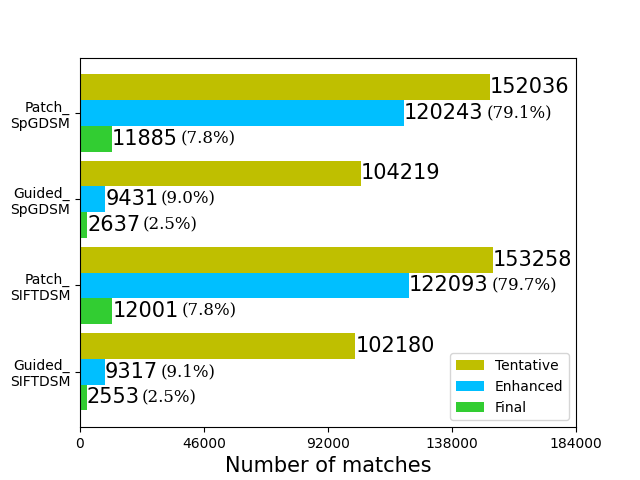 Patch_
SpGDSM
152036
120243 (79.1%)
11885 (7.8%)
Guided_
SpGDSM
104219
9431 (9.0%)
2637 (2.5%)
Patch_
SIFTDSM
153258
122093 (79.7%)
12001 (7.8%)
Guided_
SIFTDSM
102180
9317 (9.1%)
2553 (2.5%)
Tentative
Enhanced
Final
0 46000 92000 138000 184000
Number of matches